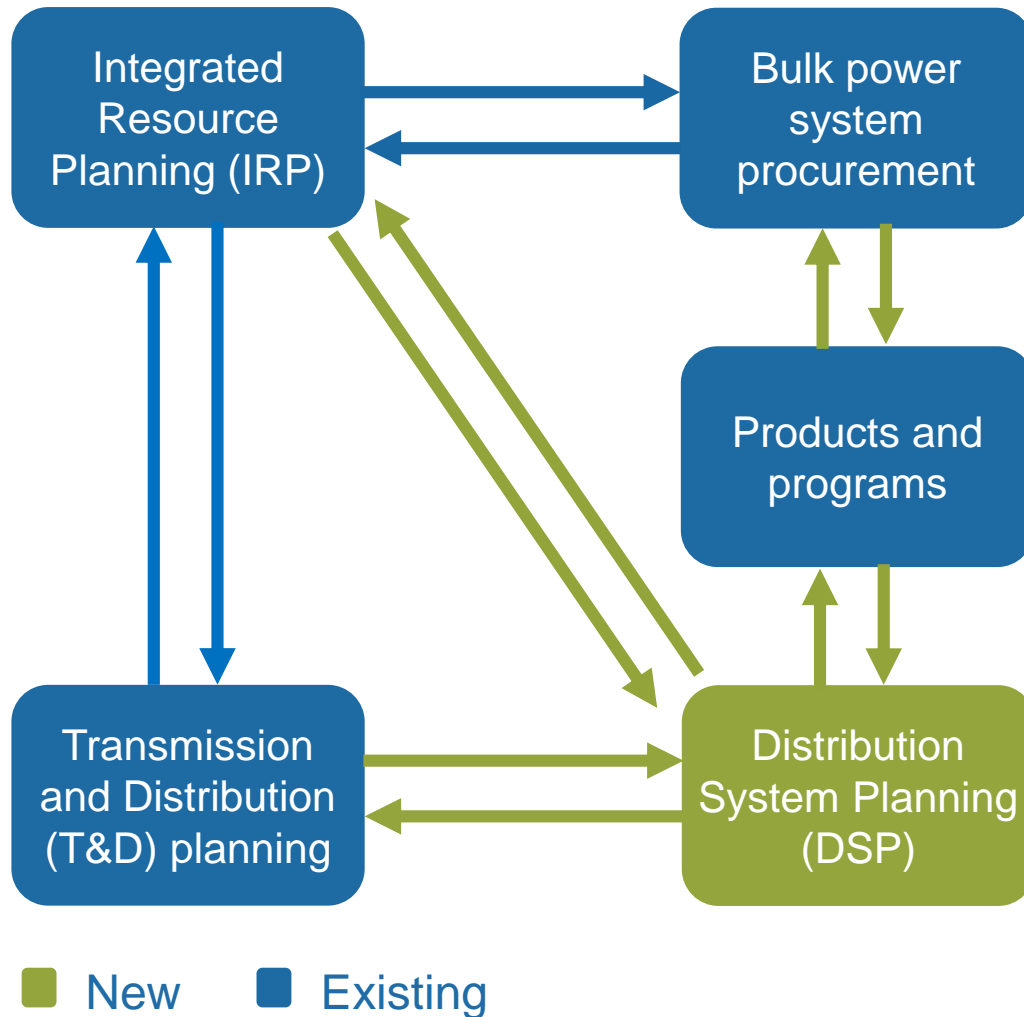 Integrated
Resource
Planning (IRP)
Bulk power
system
procurement
Products and
programs
Transmission
and Distribution
(T&D) planning
Distribution
System Planning
(DSP)
New
Existing